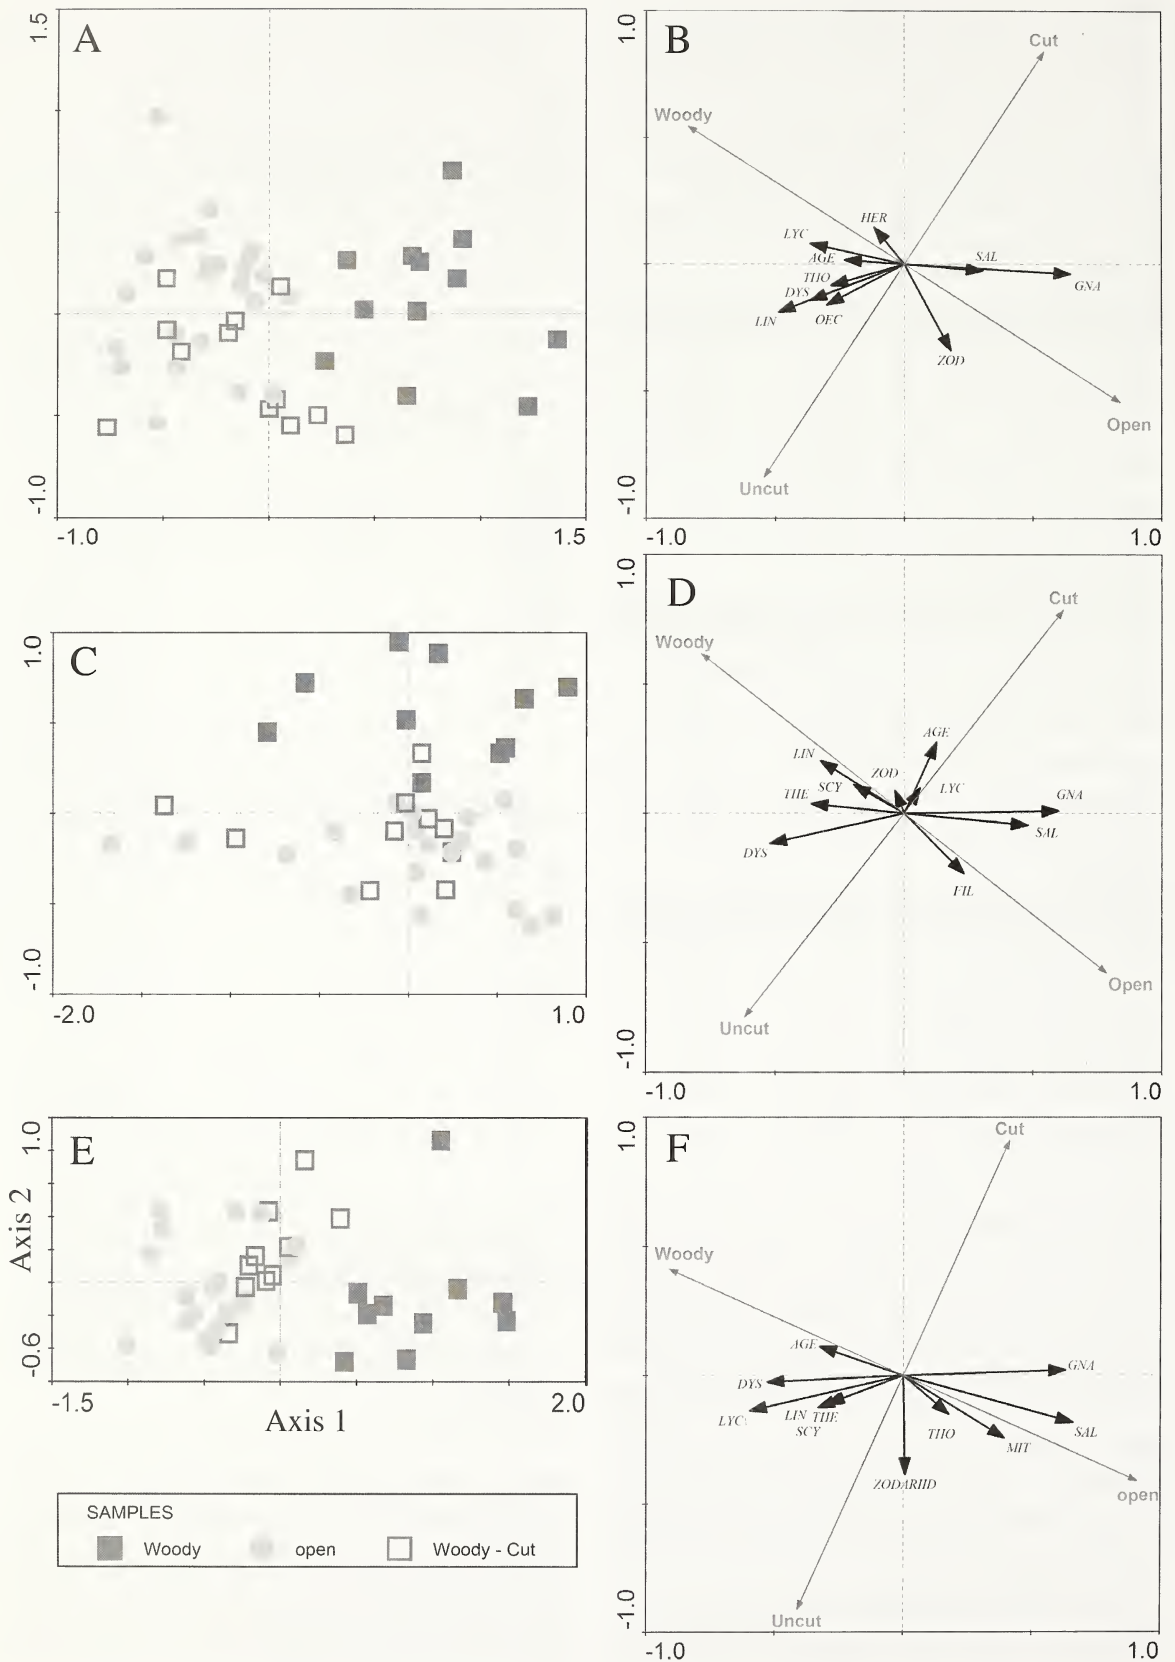 A
1.5
-1.0
-1.0
1.5
B
1.0
-1.0
-1.0
1.0
Cut
Woody
HER
LYC
AGE
SAL
THO
GNA
DYS
LIN
OEC
ZOD
Open
Uncut
C
1.0
-1.0
-2.0
1.0
D
1.0
-1.0
-1.0
1.0
Cut
Woody
AGE
LIN
ZOD
SCY
LYC
THE
GNA
SAL
DYS
FIL
Open
Uncut
E
1.0
-0.6
Axis 2
-1.5
2.0
Axis 1
F
1.0
-1.0
-1.0
1.0
Cut
Woody
AGE
GNA
DYS
LYC
LIN THE
SCY
THO
SAL
MIT
ZODARIID
open
Uncut
SAMPLES
Woody
open
Woody - Cut